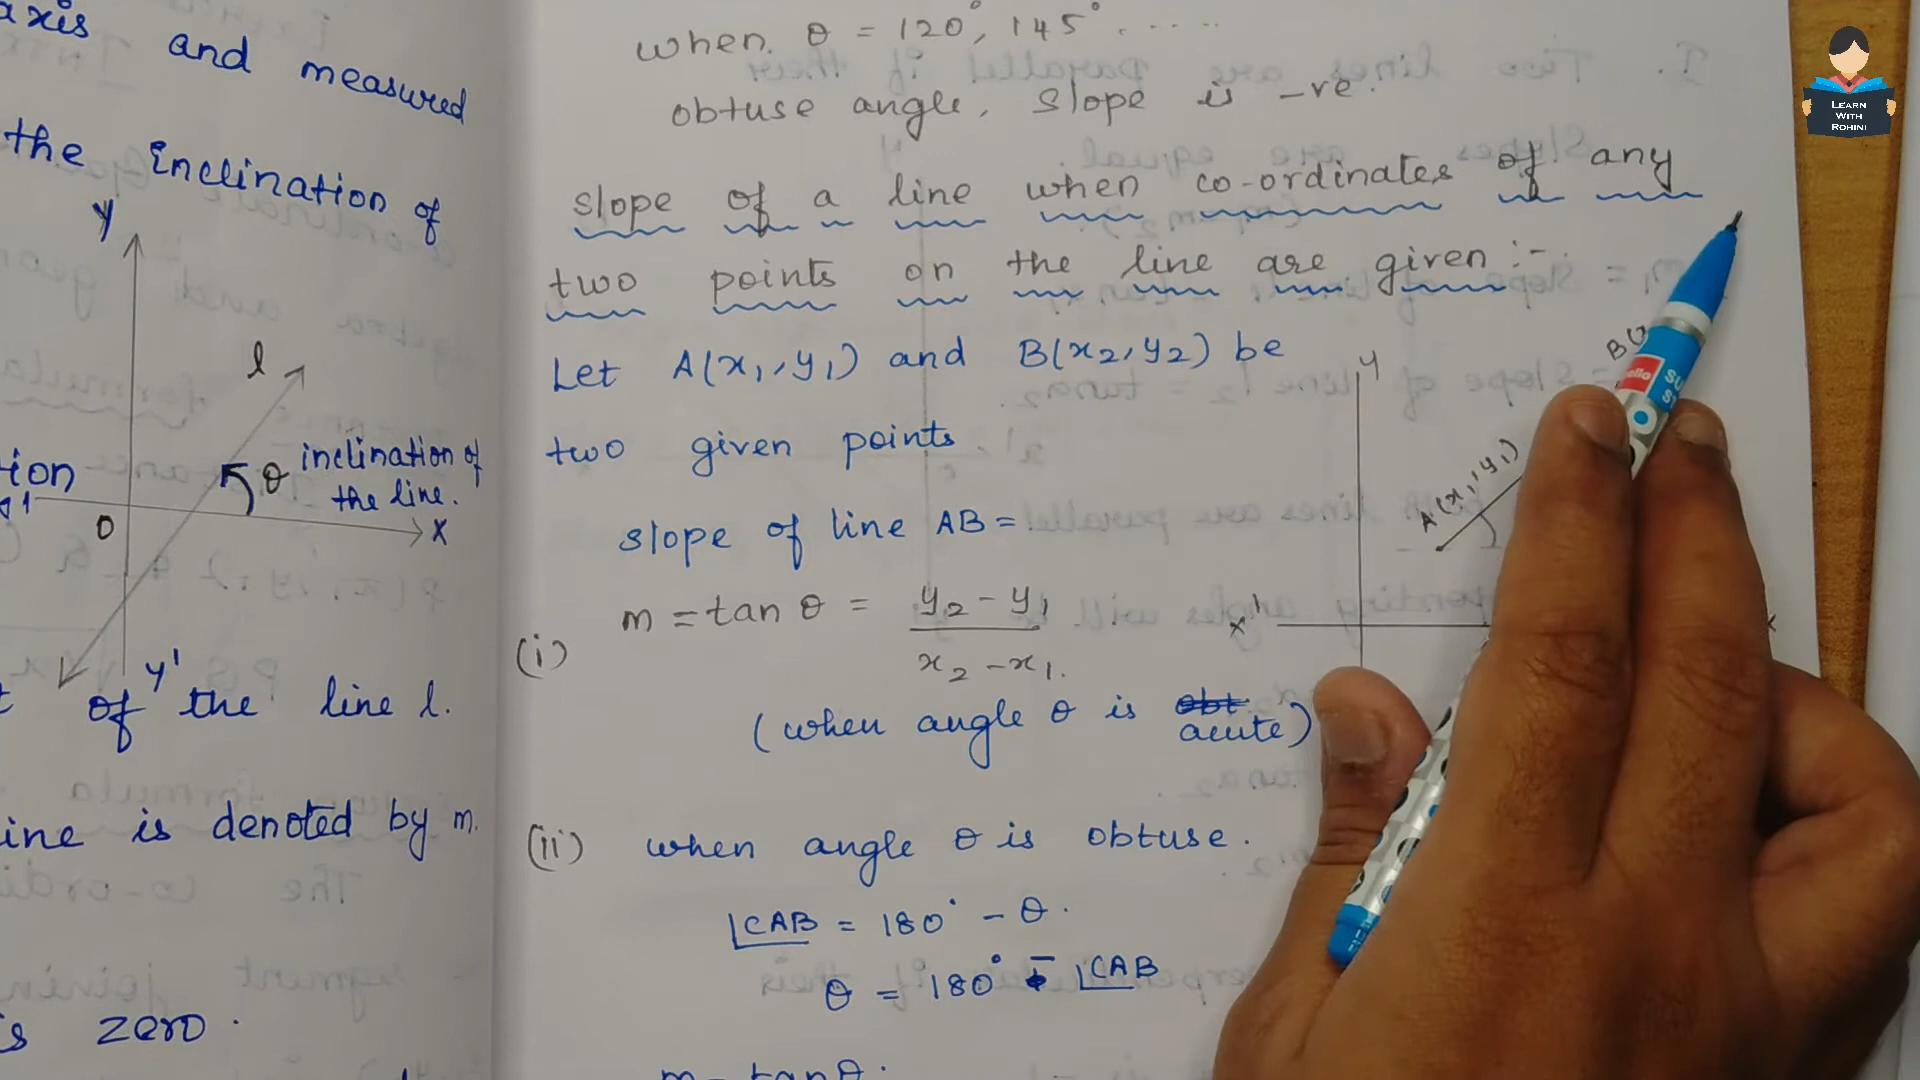 axis and measured
the Inclination of
y
l
tion
θ inclination of
the line.
O
X
y'
of the line l.
line is denoted by m.
is zero.
when θ = 120°, 145° .....
obtuse angle, slope is -ve.
slope of a line when co-ordinates of any
two points on the line are given :-
Let A(x₁, y₁) and B(x₂, y₂) be
two given points.
slope of line AB =
(i) m = tan θ = y₂ - y₁ / x₂ - x₁.
(when angle θ is obt acute)
(ii) when angle θ is obtuse.
∠CAB = 180° - θ.
θ = 180° - ∠CAB
m = tanθ.
y
A(x₁, y₁)
B(
x'
x
LEARN
WITH
ROHINI